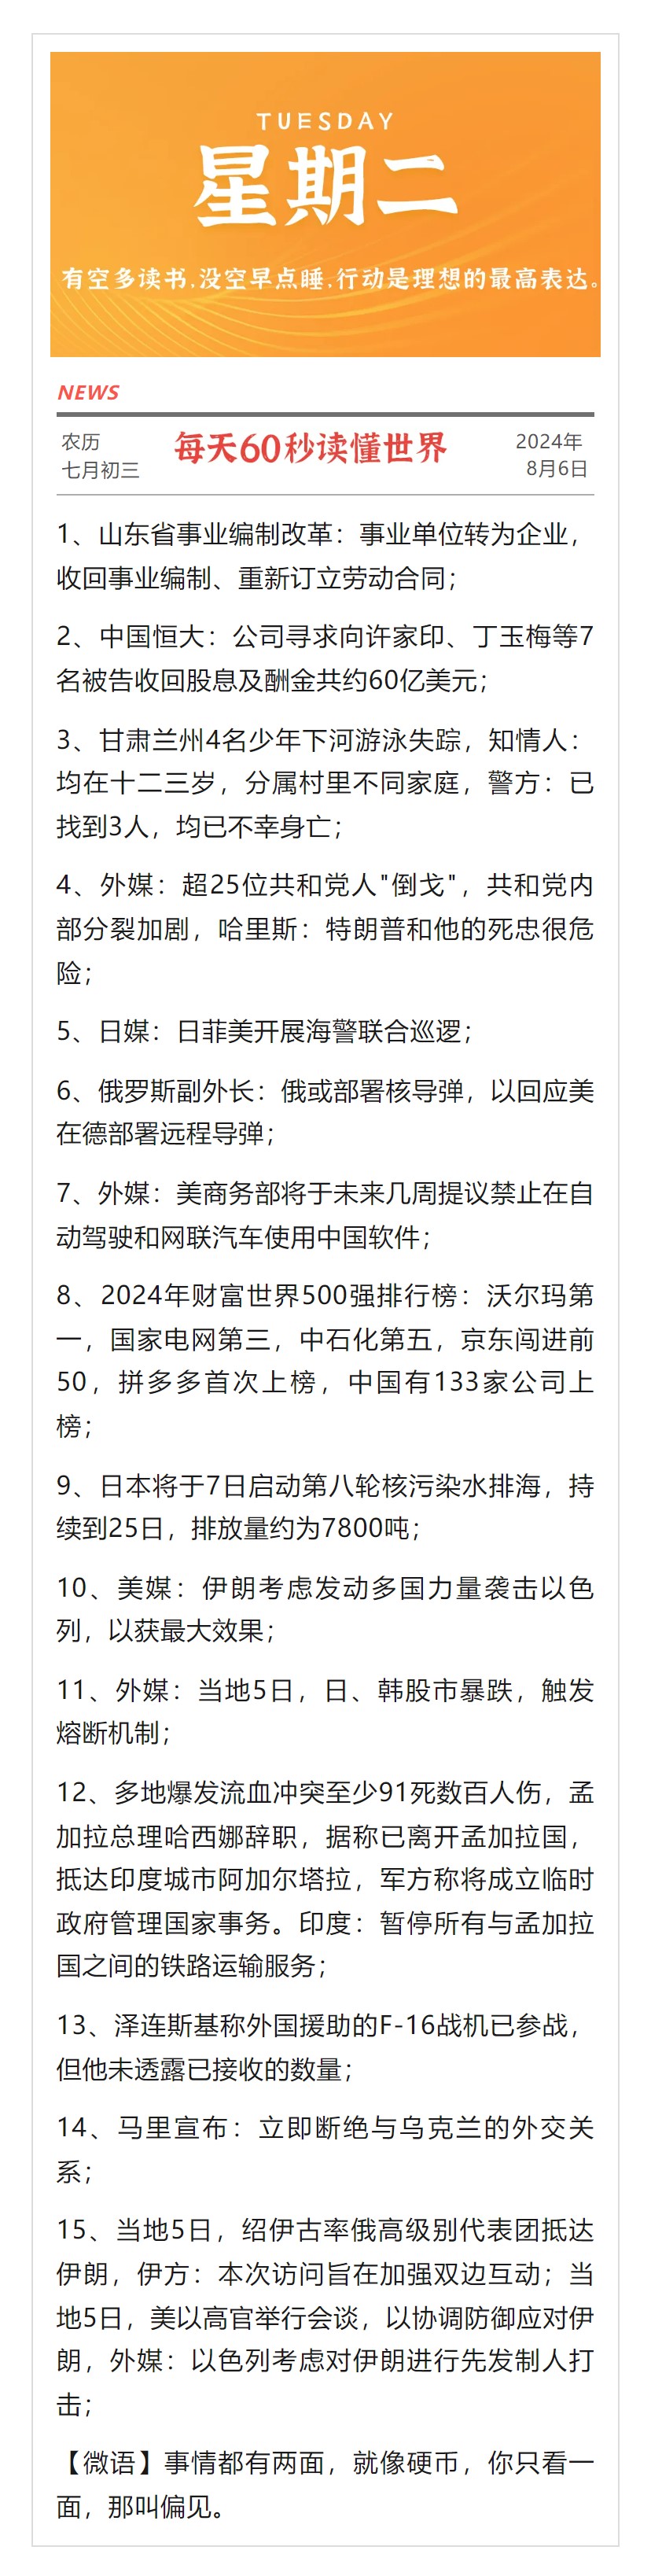 TUESDAY
星期二
有空多读书.没空早点睡.行动是理想的最高表达。
NEWS
农历
七月初三
每天60秒读懂世界
2024年
8月6日
1、山东省事业编制改革：事业单位转为企业，
收回事业编制、重新订立劳动合同；
2、中国恒大：公司寻求向许家印、丁玉梅等7
名被告收回股息及酬金共约60亿美元；
3、甘肃兰州4名少年下河游泳失踪，知情人：
均在十二三岁，分属村里不同家庭，警方：已
找到3人，均已不幸身亡；
4、外媒：超25位共和党人"倒戈"，共和党内
部分裂加剧，哈里斯：特朗普和他的死忠很危
险；
5、日媒：日菲美开展海警联合巡逻；
6、俄罗斯副外长：俄或部署核导弹，以回应美
在德部署远程导弹；
7、外媒：美商务部将于未来几周提议禁止在自
动驾驶和网联汽车使用中国软件；
8、2024年财富世界500强排行榜：沃尔玛第
一，国家电网第三，中石化第五，京东闯进前
50，拼多多首次上榜，中国有133家公司上
榜；
9、日本将于7日启动第八轮核污染水排海，持
续到25日，排放量约为7800吨；
10、美媒：伊朗考虑发动多国力量袭击以色
列，以获最大效果；
11、外媒：当地5日，日、韩股市暴跌，触发
熔断机制；
12、多地爆发流血冲突至少91死数百人伤，孟
加拉总理哈西娜辞职，据称已离开孟加拉国，
抵达印度城市阿加尔塔拉，军方称将成立临时
政府管理国家事务。印度：暂停所有与孟加拉
国之间的铁路运输服务；
13、泽连斯基称外国援助的F-16战机已参战，
但他未透露已接收的数量；
14、马里宣布：立即断绝与乌克兰的外交关
系；
15、当地5日，绍伊古率俄高级别代表团抵达
伊朗，伊方：本次访问旨在加强双边互动；当
地5日，美以高官举行会谈，以协调防御应对伊
朗，外媒：以色列考虑对伊朗进行先发制人打
击；
【微语】事情都有两面，就像硬币，你只看一
面，那叫偏见。